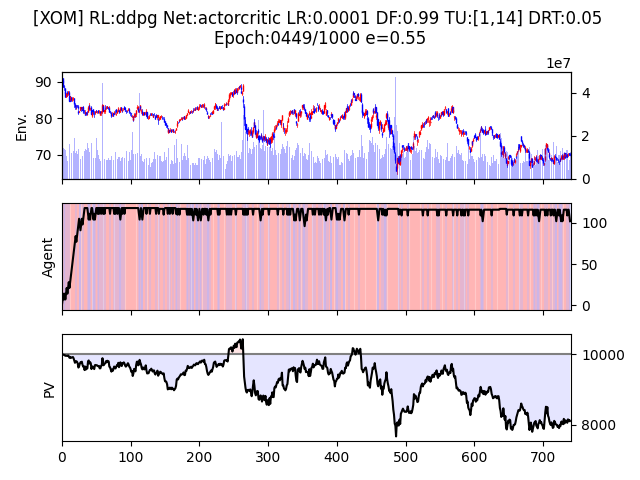 [XOM] RL:ddpg Net:actorcritic LR:0.0001 DF:0.99 TU:[1,14] DRT:0.05
Epoch:0449/1000 e=0.55
1e7
90
80
70
Env.
4
2
0
Agent
100
50
0
PV
10000
8000
0 100 200 300 400 500 600 700